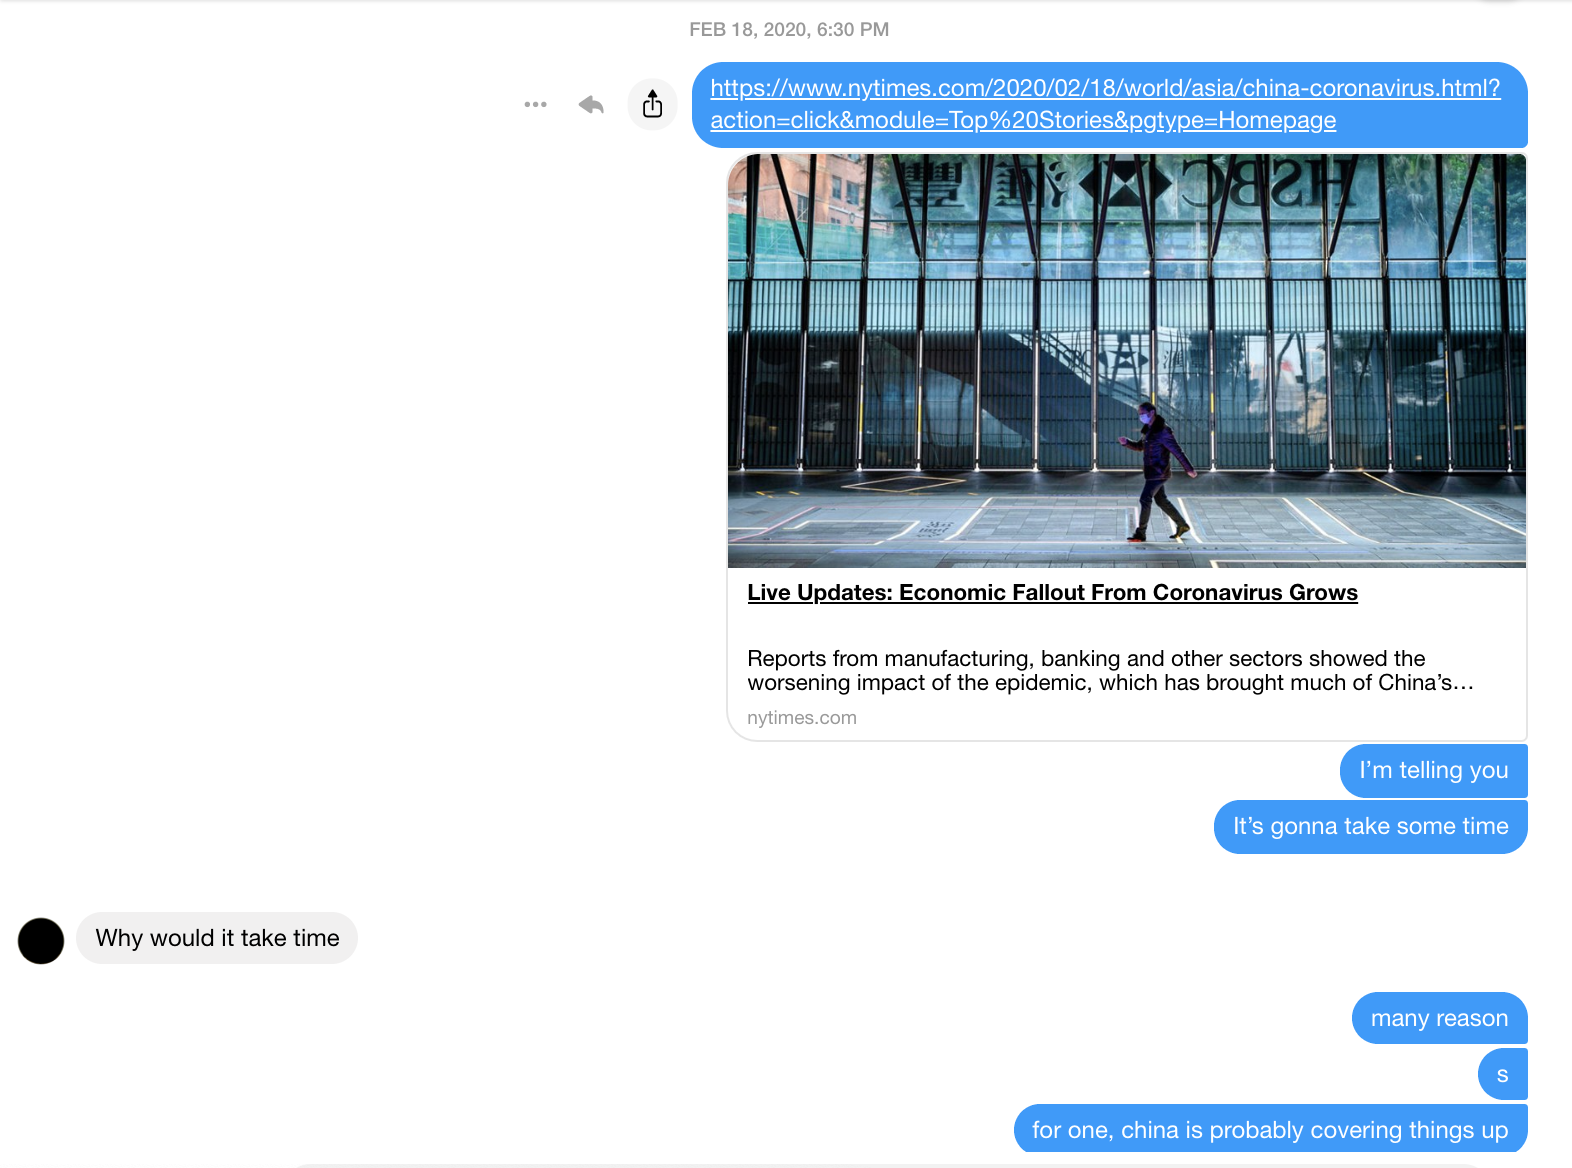 FEB 18, 2020, 6:30 PM
https://www.nytimes.com/2020/02/18/world/asia/china-coronavirus.html?
action=click&module=Top%20Stories&pgtype=Homepage
HSBC 滙豐
Live Updates: Economic Fallout From Coronavirus Grows
Reports from manufacturing, banking and other sectors showed the
worsening impact of the epidemic, which has brought much of China’s…
nytimes.com
I’m telling you
It’s gonna take some time
Why would it take time
many reason
s
for one, china is probably covering things up